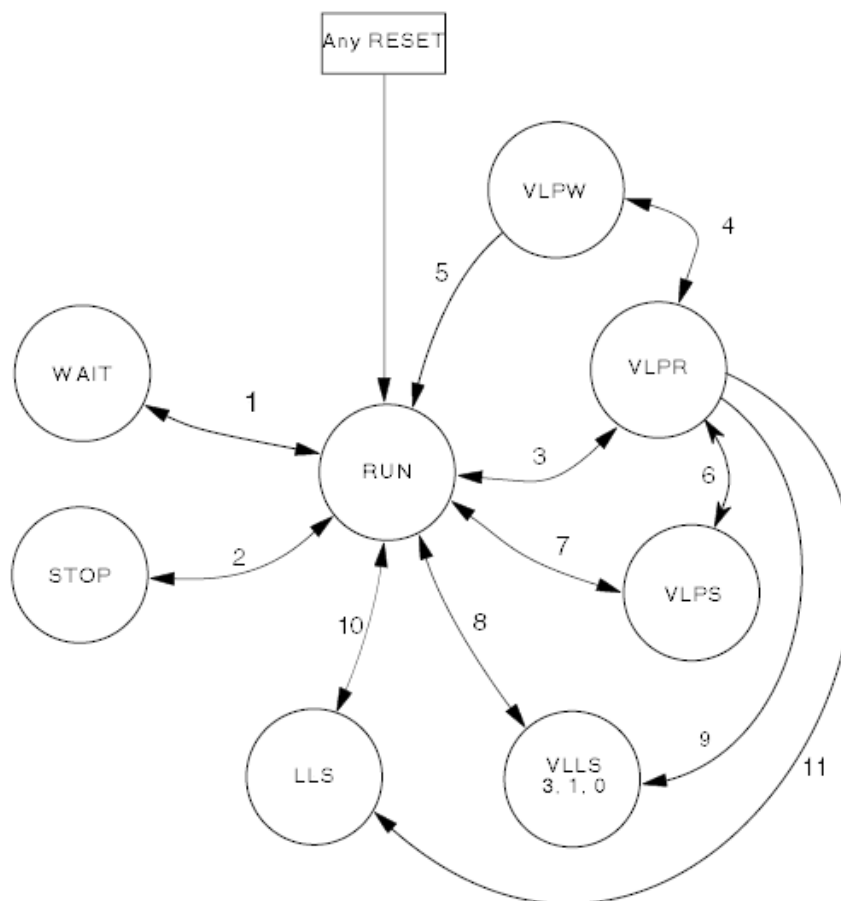 Any RESET
VLPW
4
5
VLPR
WAIT
1
3
RUN
6
7
2
STOP
VLPS
10
8
9
11
LLS
VLLS
3, 1, 0